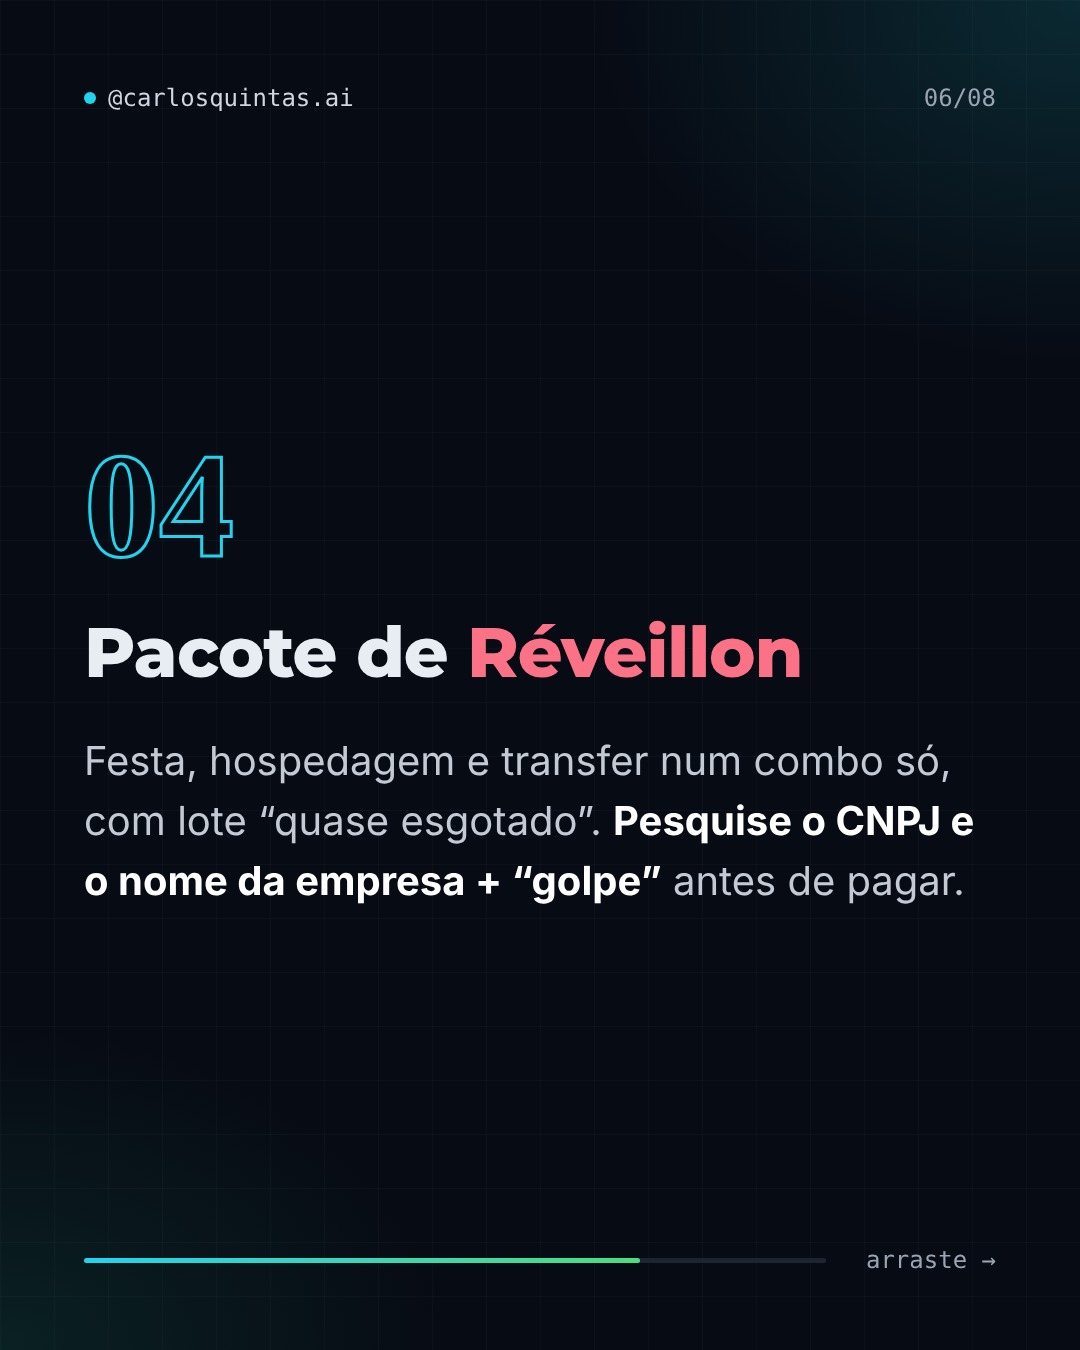 @carlosquintas.ai
06/08
04
Pacote de Réveillon
Festa, hospedagem e transfer num combo só,
com lote “quase esgotado”. Pesquise o CNPJ e
o nome da empresa + “golpe” antes de pagar.
arraste →